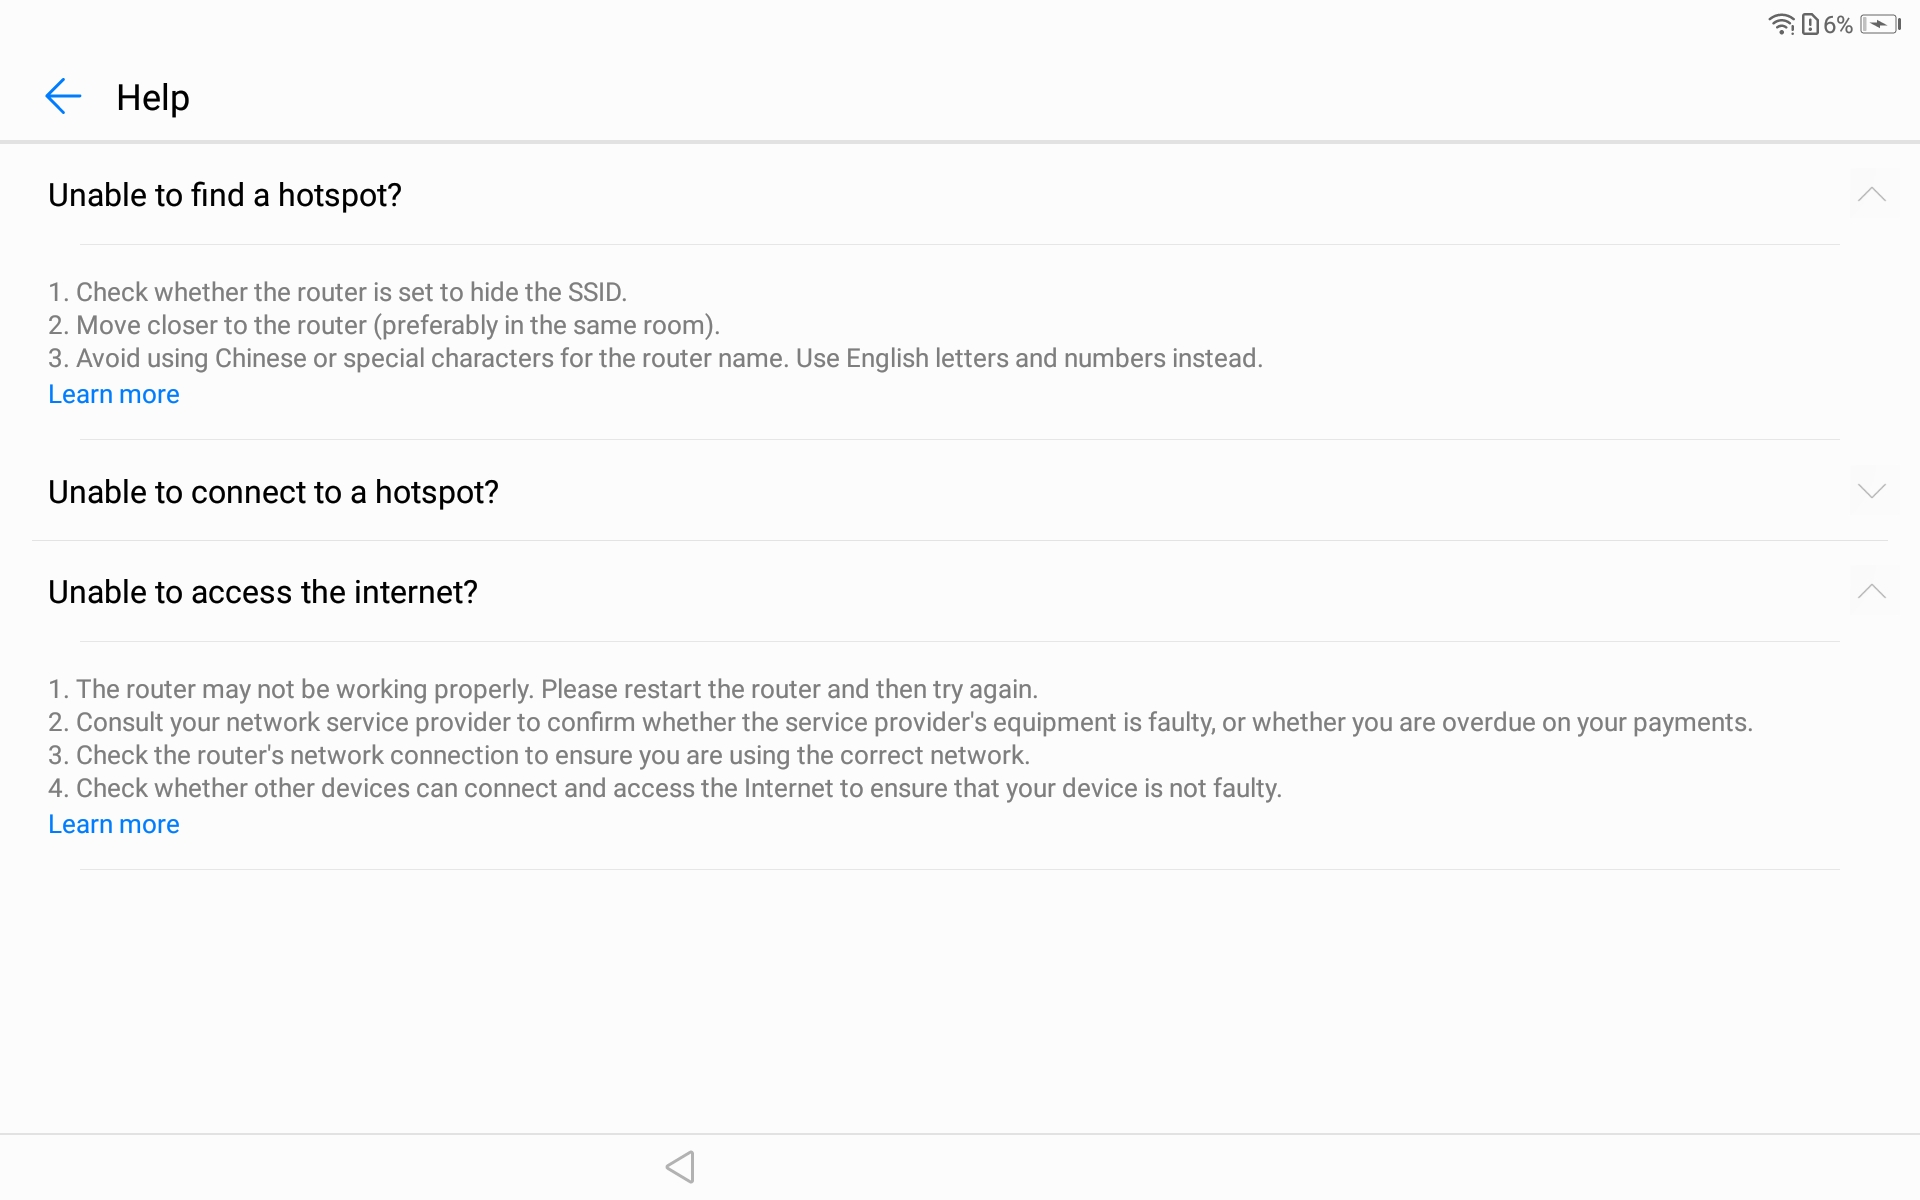 6%
Help
Unable to find a hotspot?
1. Check whether the router is set to hide the SSID.
2. Move closer to the router (preferably in the same room).
3. Avoid using Chinese or special characters for the router name. Use English letters and numbers instead.
Learn more
Unable to connect to a hotspot?
Unable to access the internet?
1. The router may not be working properly. Please restart the router and then try again.
2. Consult your network service provider to confirm whether the service provider's equipment is faulty, or whether you are overdue on your payments.
3. Check the router's network connection to ensure you are using the correct network.
4. Check whether other devices can connect and access the Internet to ensure that your device is not faulty.
Learn more